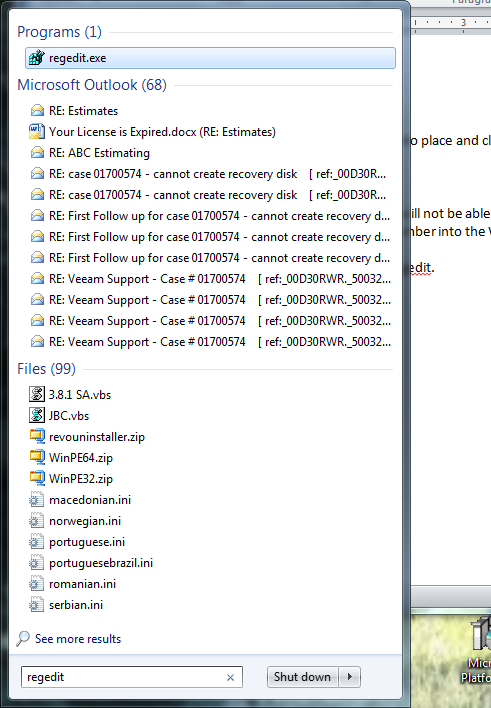 Programs (1)
regedit.exe
Microsoft Outlook (68)
RE: Estimates
Your License is Expired.docx (RE: Estimates)
RE: ABC Estimating
RE: case 01700574 - cannot create recovery disk [ ref:_00D30R...
RE: case 01700574 - cannot create recovery disk [ ref:_00D30R...
RE: First Follow up for case 01700574 - cannot create recovery d...
RE: First Follow up for case 01700574 - cannot create recovery d...
RE: First Follow up for case 01700574 - cannot create recovery d...
RE: Veeam Support - Case # 01700574 [ ref:_00D30RWR._50032...
RE: Veeam Support - Case # 01700574 [ ref:_00D30RWR._50032...
RE: Veeam Support - Case # 01700574 [ ref:_00D30RWR._50032...
RE: Veeam Support - Case # 01700574 [ ref:_00D30RWR._50032...
Files (99)
3.8.1 SA.vbs
JBC.vbs
revouninstaller.zip
WinPE64.zip
WinPE32.zip
macedonian.ini
norwegian.ini
portuguese.ini
portuguesebrazil.ini
romanian.ini
serbian.ini
See more results
regedit
Shut down
3
o place and cl
ill not be able
nber into the
edit.
Micr
Platfo